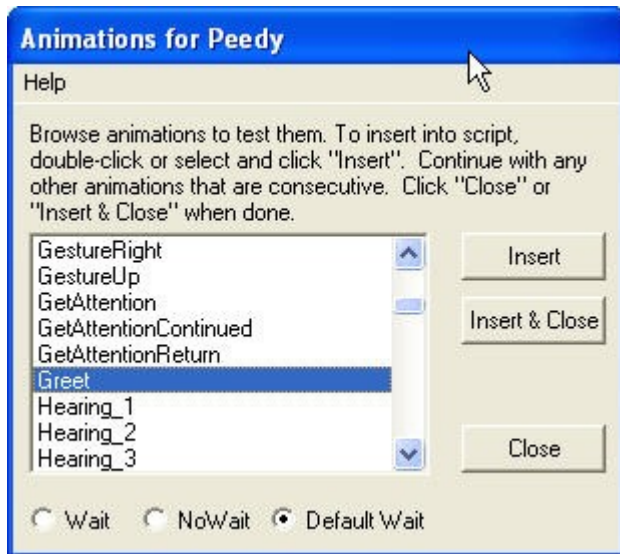 Animations for Peedy
Help
Browse animations to test them. To insert into script,
double-click or select and click "Insert". Continue with any
other animations that are consecutive. Click "Close" or
"Insert & Close" when done.
GestureRight
GestureUp
GetAttention
GetAttentionContinued
GetAttentionReturn
Greet
Hearing_1
Hearing_2
Hearing_3
Insert
Insert & Close
Close
Wait NoWait Default Wait